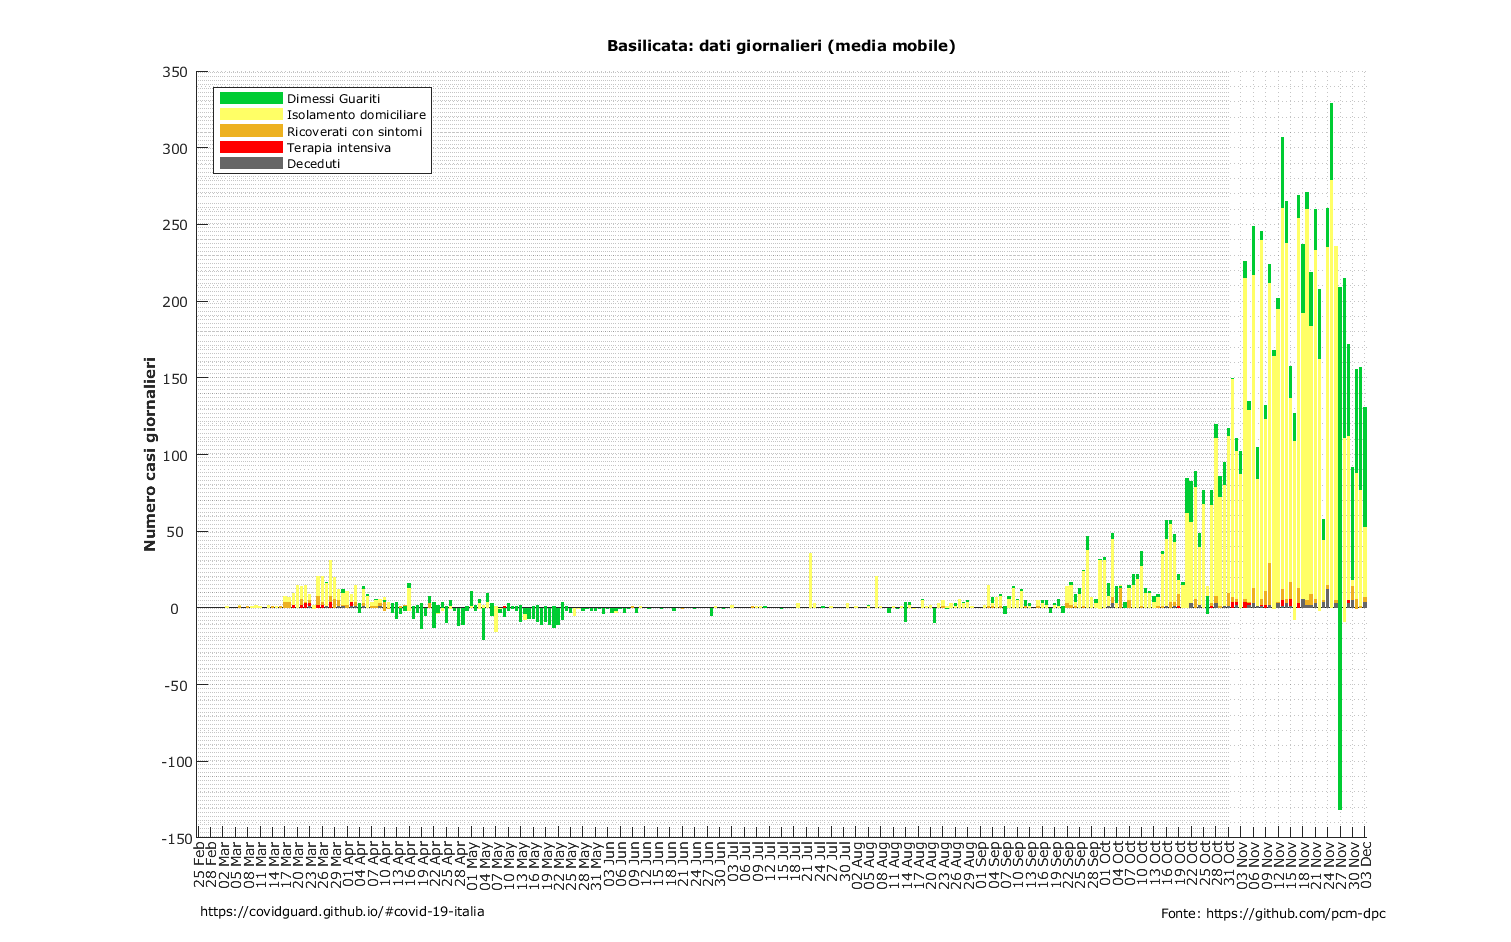 Basilicata: dati giornalieri (media mobile)
350
300
250
200
150
100
50
0
-50
-100
-150
Numero casi giornalieri
Dimessi Guariti
Isolamento domiciliare
Ricoverati con sintomi
Terapia intensiva
Deceduti
25 Feb
28 Feb
02 Mar
05 Mar
08 Mar
11 Mar
14 Mar
17 Mar
20 Mar
23 Mar
26 Mar
29 Mar
01 Apr
04 Apr
07 Apr
10 Apr
13 Apr
16 Apr
19 Apr
22 Apr
25 Apr
28 Apr
01 May
04 May
07 May
10 May
13 May
16 May
19 May
22 May
25 May
28 May
31 May
03 Jun
06 Jun
09 Jun
12 Jun
15 Jun
18 Jun
21 Jun
24 Jun
27 Jun
30 Jun
03 Jul
06 Jul
09 Jul
12 Jul
15 Jul
18 Jul
21 Jul
24 Jul
27 Jul
30 Jul
02 Aug
05 Aug
08 Aug
11 Aug
14 Aug
17 Aug
20 Aug
23 Aug
26 Aug
29 Aug
01 Sep
04 Sep
07 Sep
10 Sep
13 Sep
16 Sep
19 Sep
22 Sep
25 Sep
28 Sep
01 Oct
04 Oct
07 Oct
10 Oct
13 Oct
16 Oct
19 Oct
22 Oct
25 Oct
28 Oct
31 Oct
03 Nov
06 Nov
09 Nov
12 Nov
15 Nov
18 Nov
21 Nov
24 Nov
27 Nov
30 Nov
03 Dec
https://covidguard.github.io/#covid-19-italia
Fonte: https://github.com/pcm-dpc